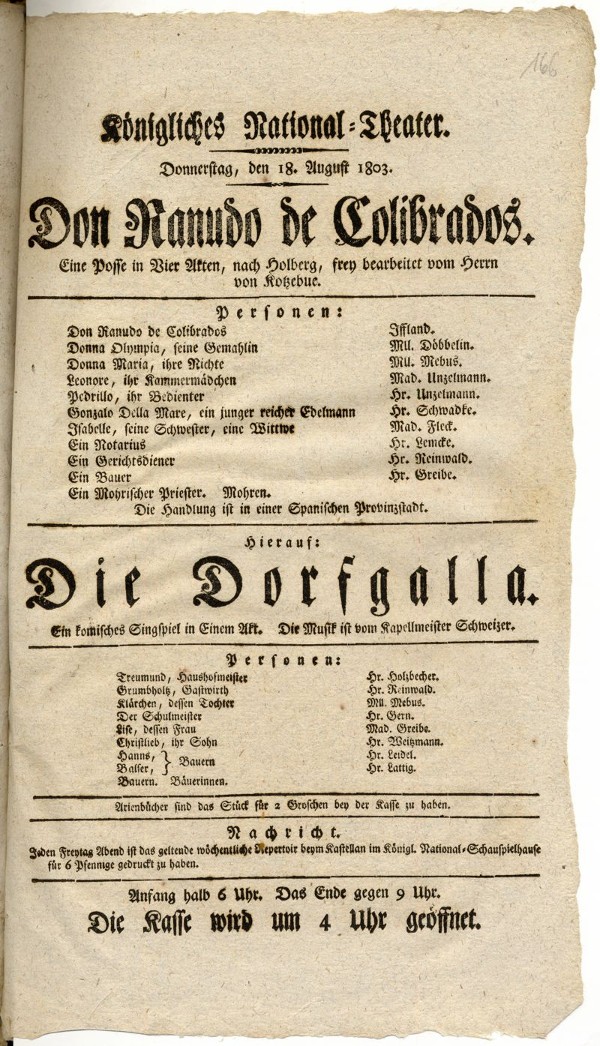 166
Königliches National-Theater.
Donnerstag, den 18. August 1803.
Don Ranudo de Colibrados.
Eine Posse in Vier Akten, nach Holberg, frey bearbeitet vom Herrn
von Kotzebue.
Personen:
Don Ranudo de Colibrados Iffland.
Donna Olympia, seine Gemahlin Mll. Döbbelin.
Donna Maria, ihre Nichte Mll. Mebus.
Leonore, ihr Kammermädchen Mad. Unzelmann.
Pedrillo, ihr Bedienter Hr. Unzelmann.
Gonzalo Della Mare, ein junger reicher Edelmann Hr. Schwadke.
Isabelle, seine Schwester, eine Wittwe Mad. Fleck.
Ein Notarius Hr. Lemcke.
Ein Gerichtsdiener Hr. Reinwald.
Ein Bauer Hr. Greibe.
Ein Mohrischer Priester. Mohren.
Die Handlung ist in einer Spanischen Provinzstadt.
Hierauf:
Die Dorfgalla.
Ein komisches Singspiel in Einem Akt. Die Musik ist vom Kapellmeister Schweizer.
Personen:
Treumund, Haushofmeister Hr. Holzbecher.
Grumbholtz, Gastwirth Hr. Reinwald.
Klärchen, dessen Tochter Mll. Mebus.
Der Schulmeister Hr. Gern.
Lise, dessen Frau Mad. Greibe.
Christlieb, ihr Sohn Hr. Weitzmann.
Hanns, } Bauern Hr. Leidel.
Balser, Hr. Lattig.
Bauern. Bäuerinnen.
Arienbücher sind das Stück für 2 Groschen bey der Kasse zu haben.
Nachricht.
Jeden Freytag Abend ist das geltende wöchentliche Repertoir beym Kastellan im Königl. National-Schauspielhause
für 6 Pfennige gedruckt zu haben.
Anfang halb 6 Uhr. Das Ende gegen 9 Uhr.
Die Kasse wird um 4 Uhr geöffnet.